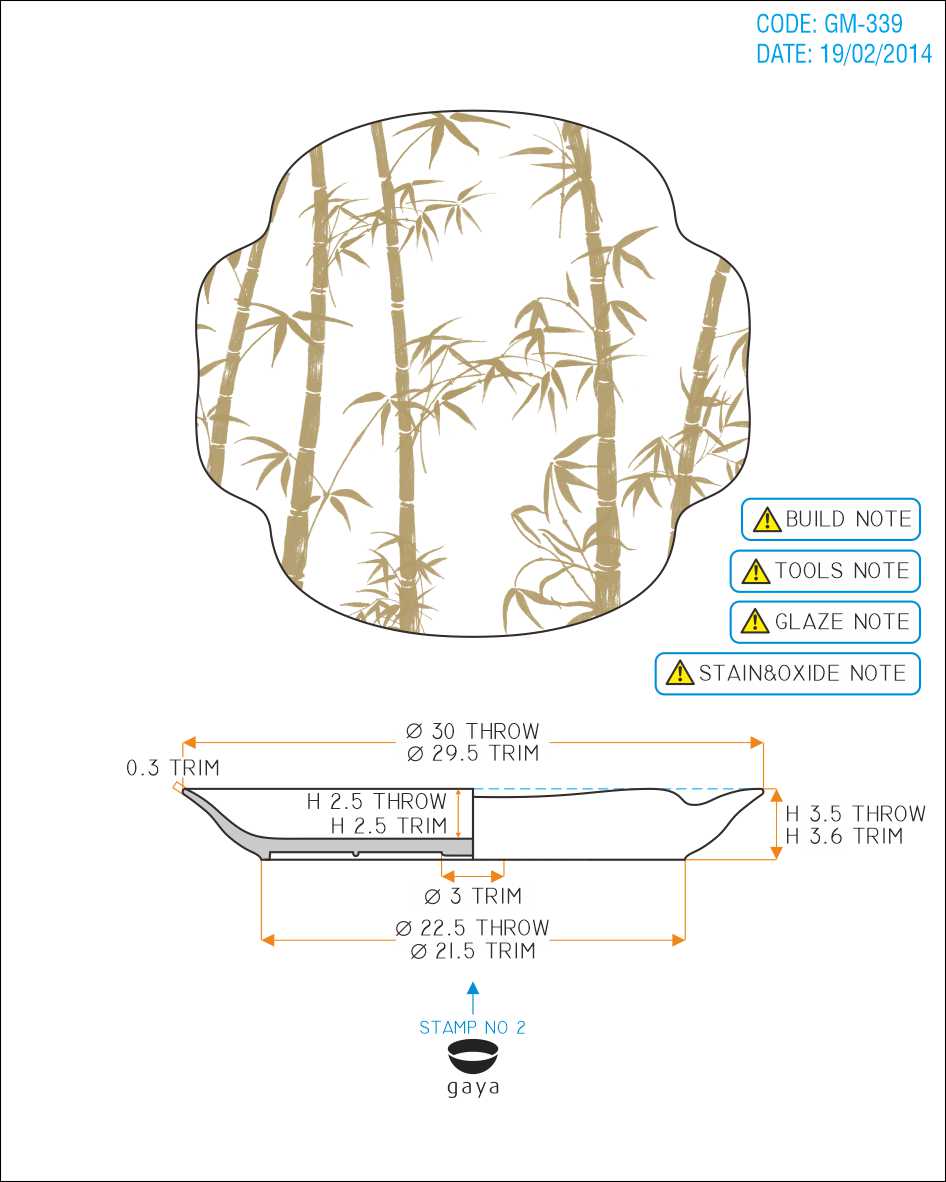 CODE: GM-339
DATE: 19/02/2014
BUILD NOTE
TOOLS NOTE
GLAZE NOTE
STAIN&OXIDE NOTE
Ø 30 THROW
Ø 29.5 TRIM
0.3 TRIM
H 2.5 THROW
H 2.5 TRIM
H 3.5 THROW
H 3.6 TRIM
Ø 3 TRIM
Ø 22.5 THROW
Ø 21.5 TRIM
STAMP NO 2
gaya